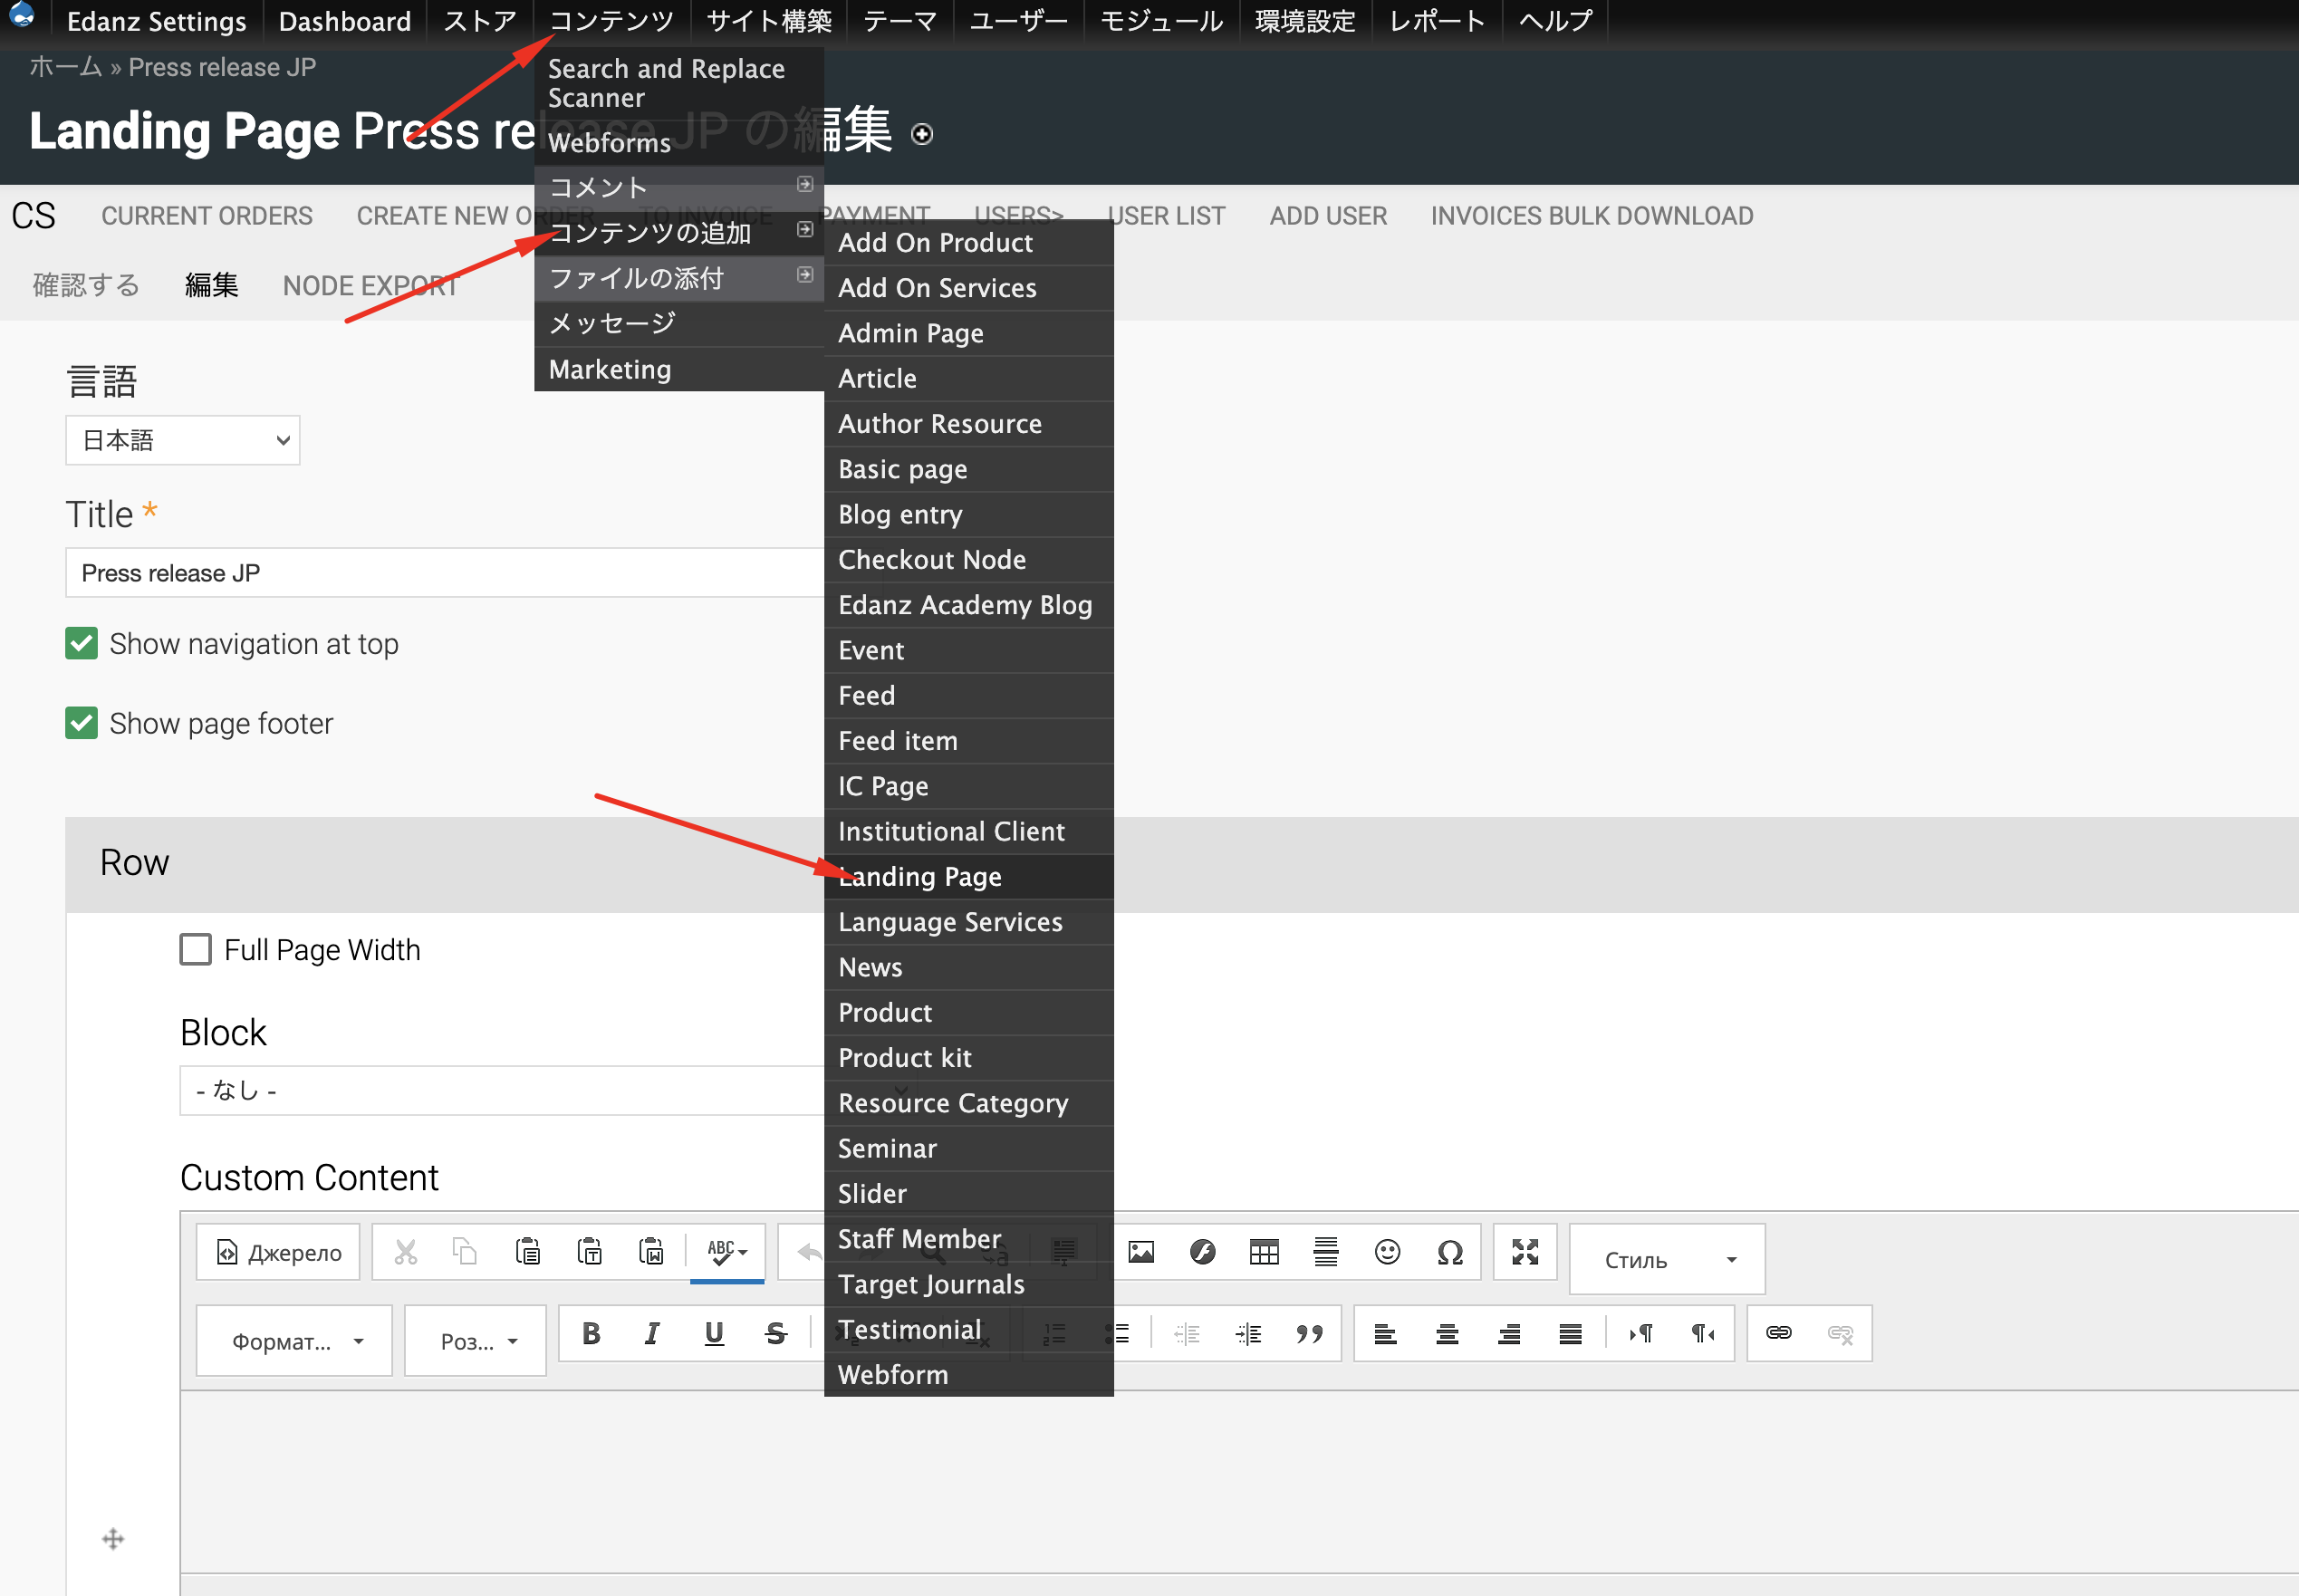 Edanz Settings Dashboard ストア コンテンツ サイト構築 テーマ ユーザー モジュール 環境設定 レポート ヘルプ
ホーム » Press release JP
Landing Page Press release JP の編集
Search and Replace
Scanner
Webforms
コメント
コンテンツの追加
ファイルの添付
メッセージ
Marketing
CS CURRENT ORDERS CREATE NEW ORDER TO INVOICE PAYMENT USERS> USER LIST ADD USER INVOICES BULK DOWNLOAD
確認する 編集 NODE EXPORT
Add On Product
Add On Services
Admin Page
Article
Author Resource
Basic page
Blog entry
Checkout Node
Edanz Academy Blog
Event
Feed
Feed item
IC Page
Institutional Client
Landing Page
Language Services
News
Product
Product kit
Resource Category
Seminar
Slider
Staff Member
Target Journals
Testimonial
Webform
言語
日本語
Title *
Press release JP
Show navigation at top
Show page footer
Row
Full Page Width
Block
- なし -
Custom Content
Джерело ABC Стиль
Формат... Роз... B I U S